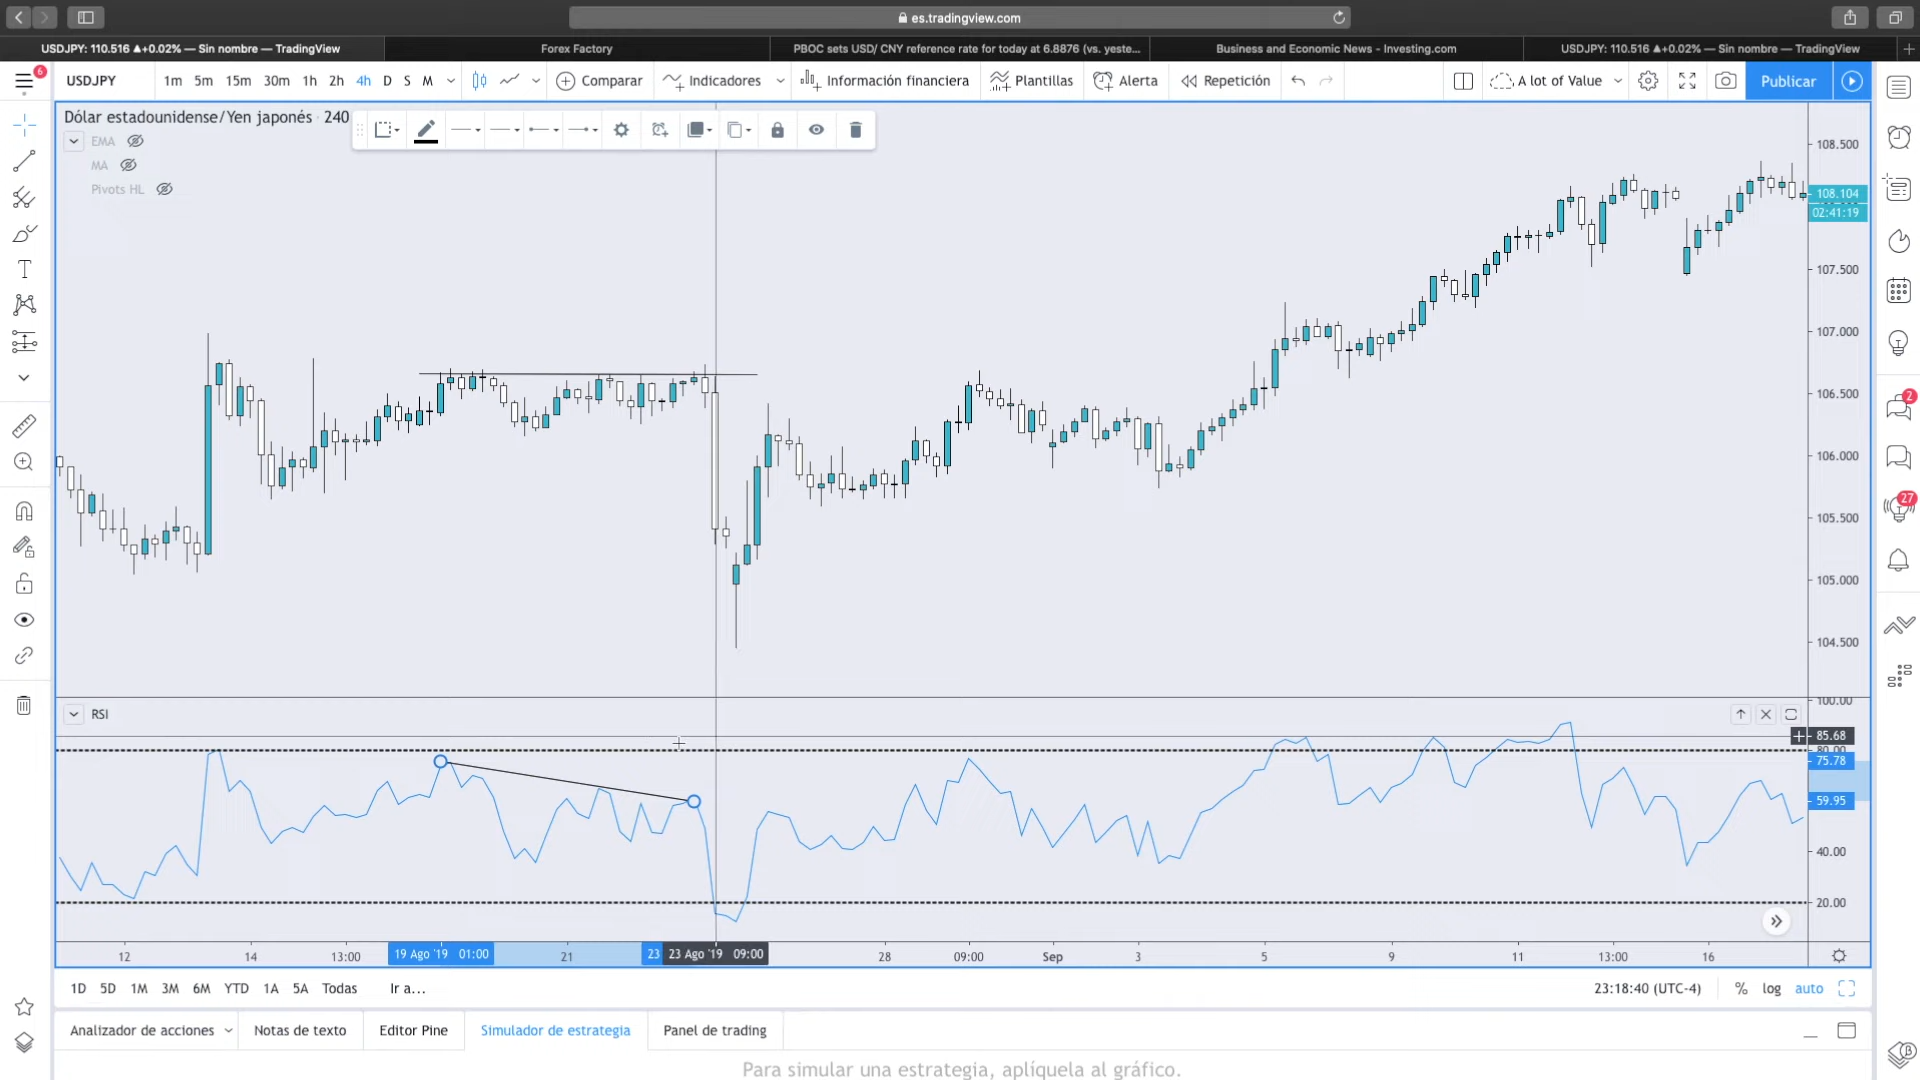 es.tradingview.com
USDJPY: 110.516 ▲+0.02% — Sin nombre — TradingView
Forex Factory
PBOC sets USD/ CNY reference rate for today at 6.8876 (vs. yeste...
Business and Economic News - Investing.com
USDJPY: 110.516 ▲+0.02% — Sin nombre — TradingView
6
USDJPY 1m 5m 15m 30m 1h 2h 4h D S M Comparar Indicadores Información financiera Plantillas Alerta Repetición A lot of Value Publicar
Dólar estadounidense/Yen japonés · 240
EMA
MA
Pivots HL
108.500
108.104
02:41:19
107.500
107.000
106.500
106.000
105.500
105.000
104.500
2
27
RSI
100.00
85.68
80.00
75.78
59.95
40.00
20.00
12 14 13:00 19 Ago '19 01:00 21 23 23 Ago '19 09:00 28 09:00 Sep 3 5 9 11 13:00 16
1D 5D 1M 3M 6M YTD 1A 5A Todas Ir a... 23:18:40 (UTC-4) % log auto
Analizador de acciones Notas de texto Editor Pine Simulador de estrategia Panel de trading
Para simular una estrategia, aplíquela al gráfico.